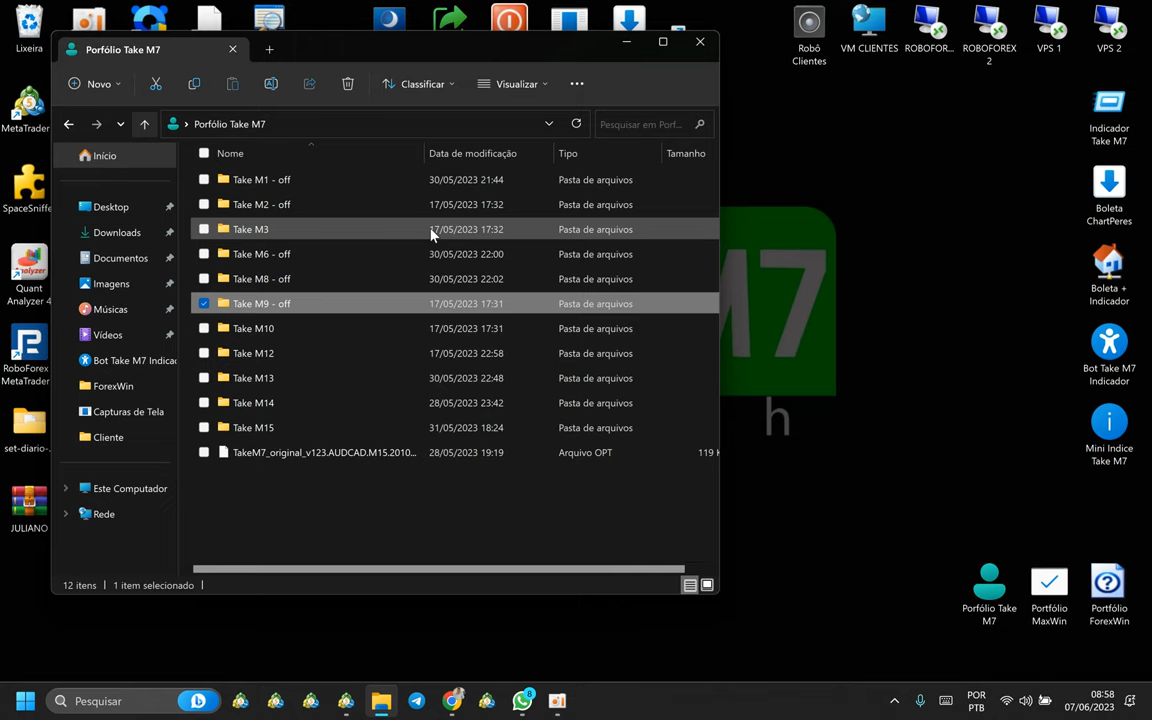 Lixeira
MetaTrader
SpaceSniffe
Quant
Analyzer 4
RoboForex
MetaTrader
set-diario-..
JULIANO
Robô
Clientes
VM CLIENTES
ROBOFOR...
ROBOFOREX
2
VPS 1
VPS 2
Indicador
Take M7
Boleta
ChartPeres
Boleta +
Indicador
Bot Take M7
Indicador
Mini Indice
Take M7
Porfólio Take
M7
Portfólio
MaxWin
Portfólio
ForexWin
M7
h
Porfólio Take M7
Novo
Classificar
Visualizar
Porfólio Take M7
Pesquisar em Porf...
Início
Desktop
Downloads
Documentos
Imagens
Músicas
Vídeos
Bot Take M7 Indicac
ForexWin
Capturas de Tela
Cliente
Este Computador
Rede
Nome Data de modificação Tipo Tamanho
Take M1 - off 30/05/2023 21:44 Pasta de arquivos
Take M2 - off 17/05/2023 17:32 Pasta de arquivos
Take M3 17/05/2023 17:32 Pasta de arquivos
Take M6 - off 30/05/2023 22:00 Pasta de arquivos
Take M8 - off 30/05/2023 22:02 Pasta de arquivos
Take M9 - off 17/05/2023 17:31 Pasta de arquivos
Take M10 17/05/2023 17:31 Pasta de arquivos
Take M12 17/05/2023 22:58 Pasta de arquivos
Take M13 30/05/2023 22:48 Pasta de arquivos
Take M14 28/05/2023 23:42 Pasta de arquivos
Take M15 31/05/2023 18:24 Pasta de arquivos
TakeM7_original_v123.AUDCAD.M15.2010... 28/05/2023 19:19 Arquivo OPT 119 K
12 itens 1 item selecionado
Pesquisar
8
POR
PTB
08:58
07/06/2023